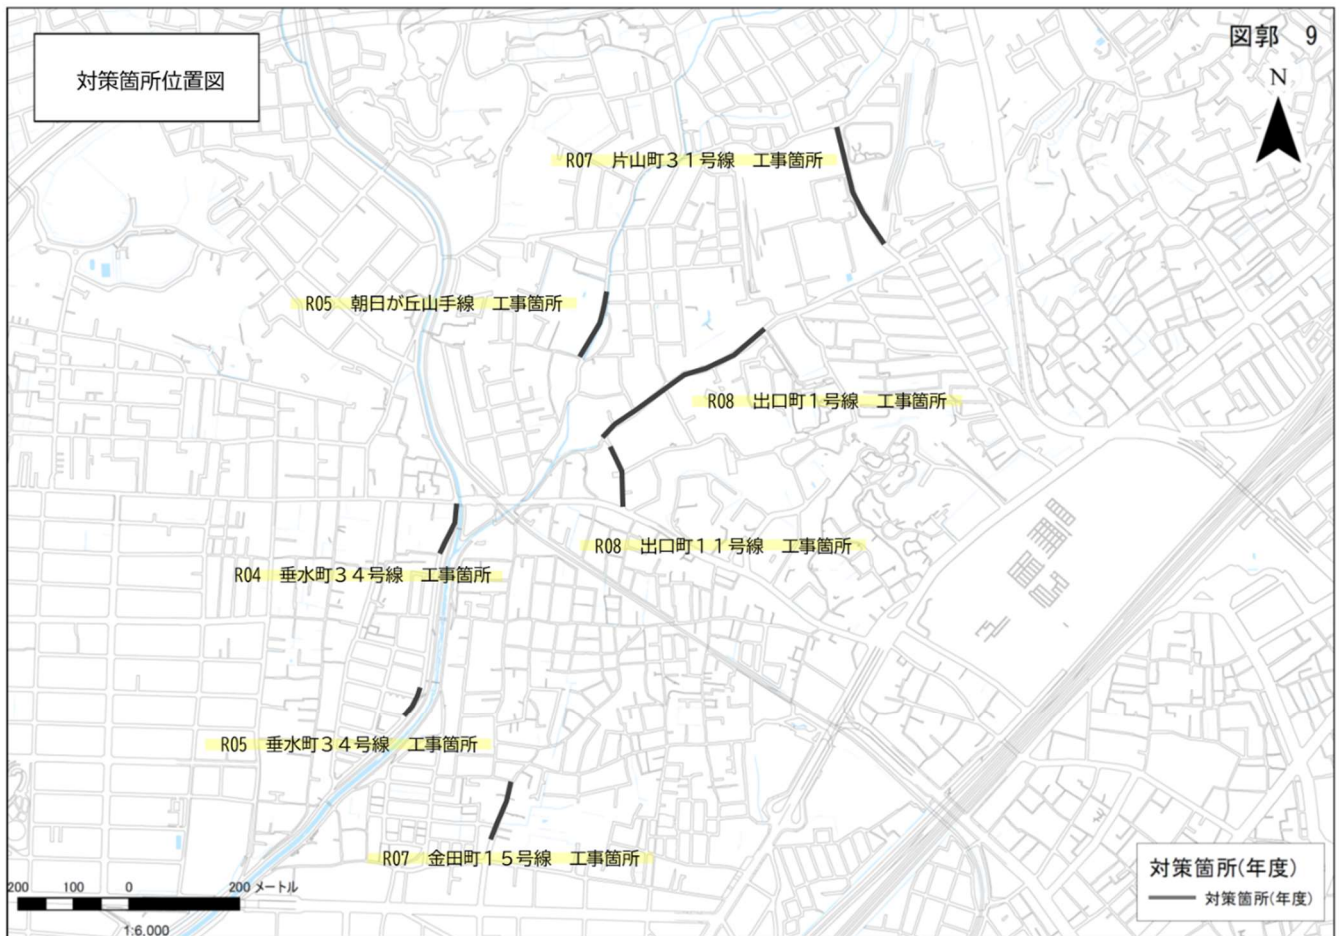 図郭　9
対策箇所位置図
N
R07　片山町３１号線　工事箇所
R05　朝日が丘山手線　工事箇所
R08　出口町１号線　工事箇所
R08　出口町１１号線　工事箇所
R04　垂水町３４号線　工事箇所
R05　垂水町３４号線　工事箇所
R07　金田町１５号線　工事箇所
対策箇所(年度)
対策箇所(年度)
200 100 0 200 メートル
1:6,000